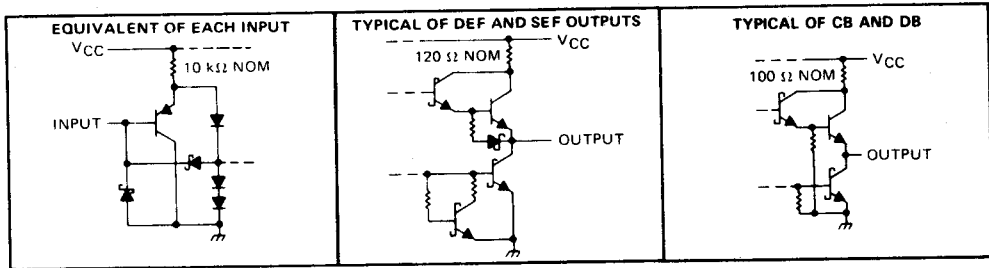 EQUIVALENT OF EACH INPUT
VCC
10 kΩ NOM
INPUT
TYPICAL OF DEF AND SEF OUTPUTS
VCC
120 Ω NOM
OUTPUT
TYPICAL OF CB AND DB
VCC
100 Ω NOM
OUTPUT